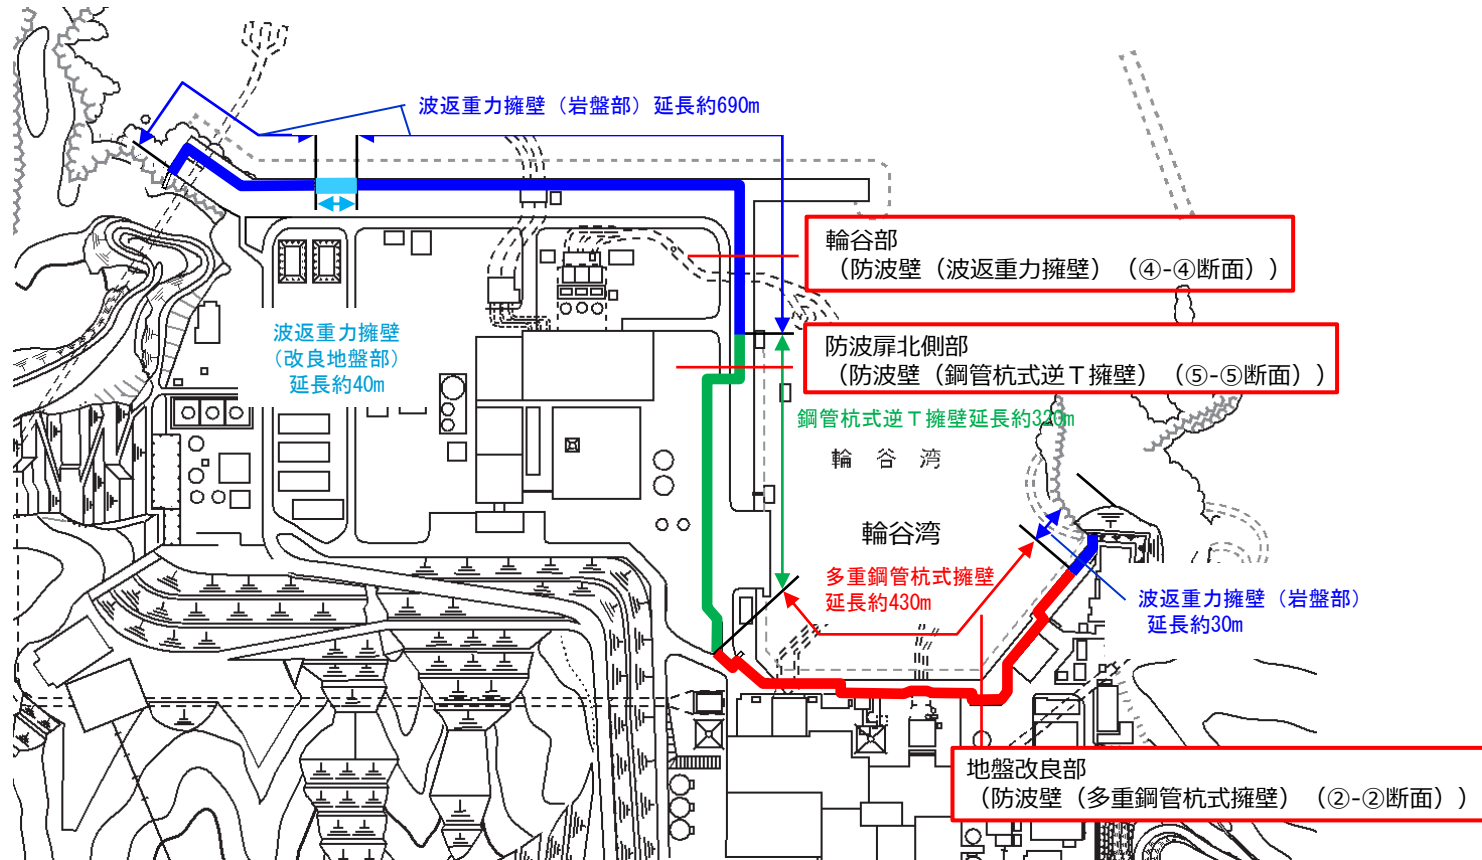 波返重力擁壁（岩盤部）延長約690m
輪谷部
（防波壁（波返重力擁壁）（④-④断面））
波返重力擁壁
（改良地盤部）
延長約40m
防波扉北側部
（防波壁（鋼管杭式逆Ｔ擁壁）（⑤-⑤断面））
鋼管杭式逆Ｔ擁壁延長約320m
輪谷湾
輪谷湾
多重鋼管杭式擁壁
延長約430m
波返重力擁壁（岩盤部）
延長約30m
地盤改良部
（防波壁（多重鋼管杭式擁壁）（②-②断面））